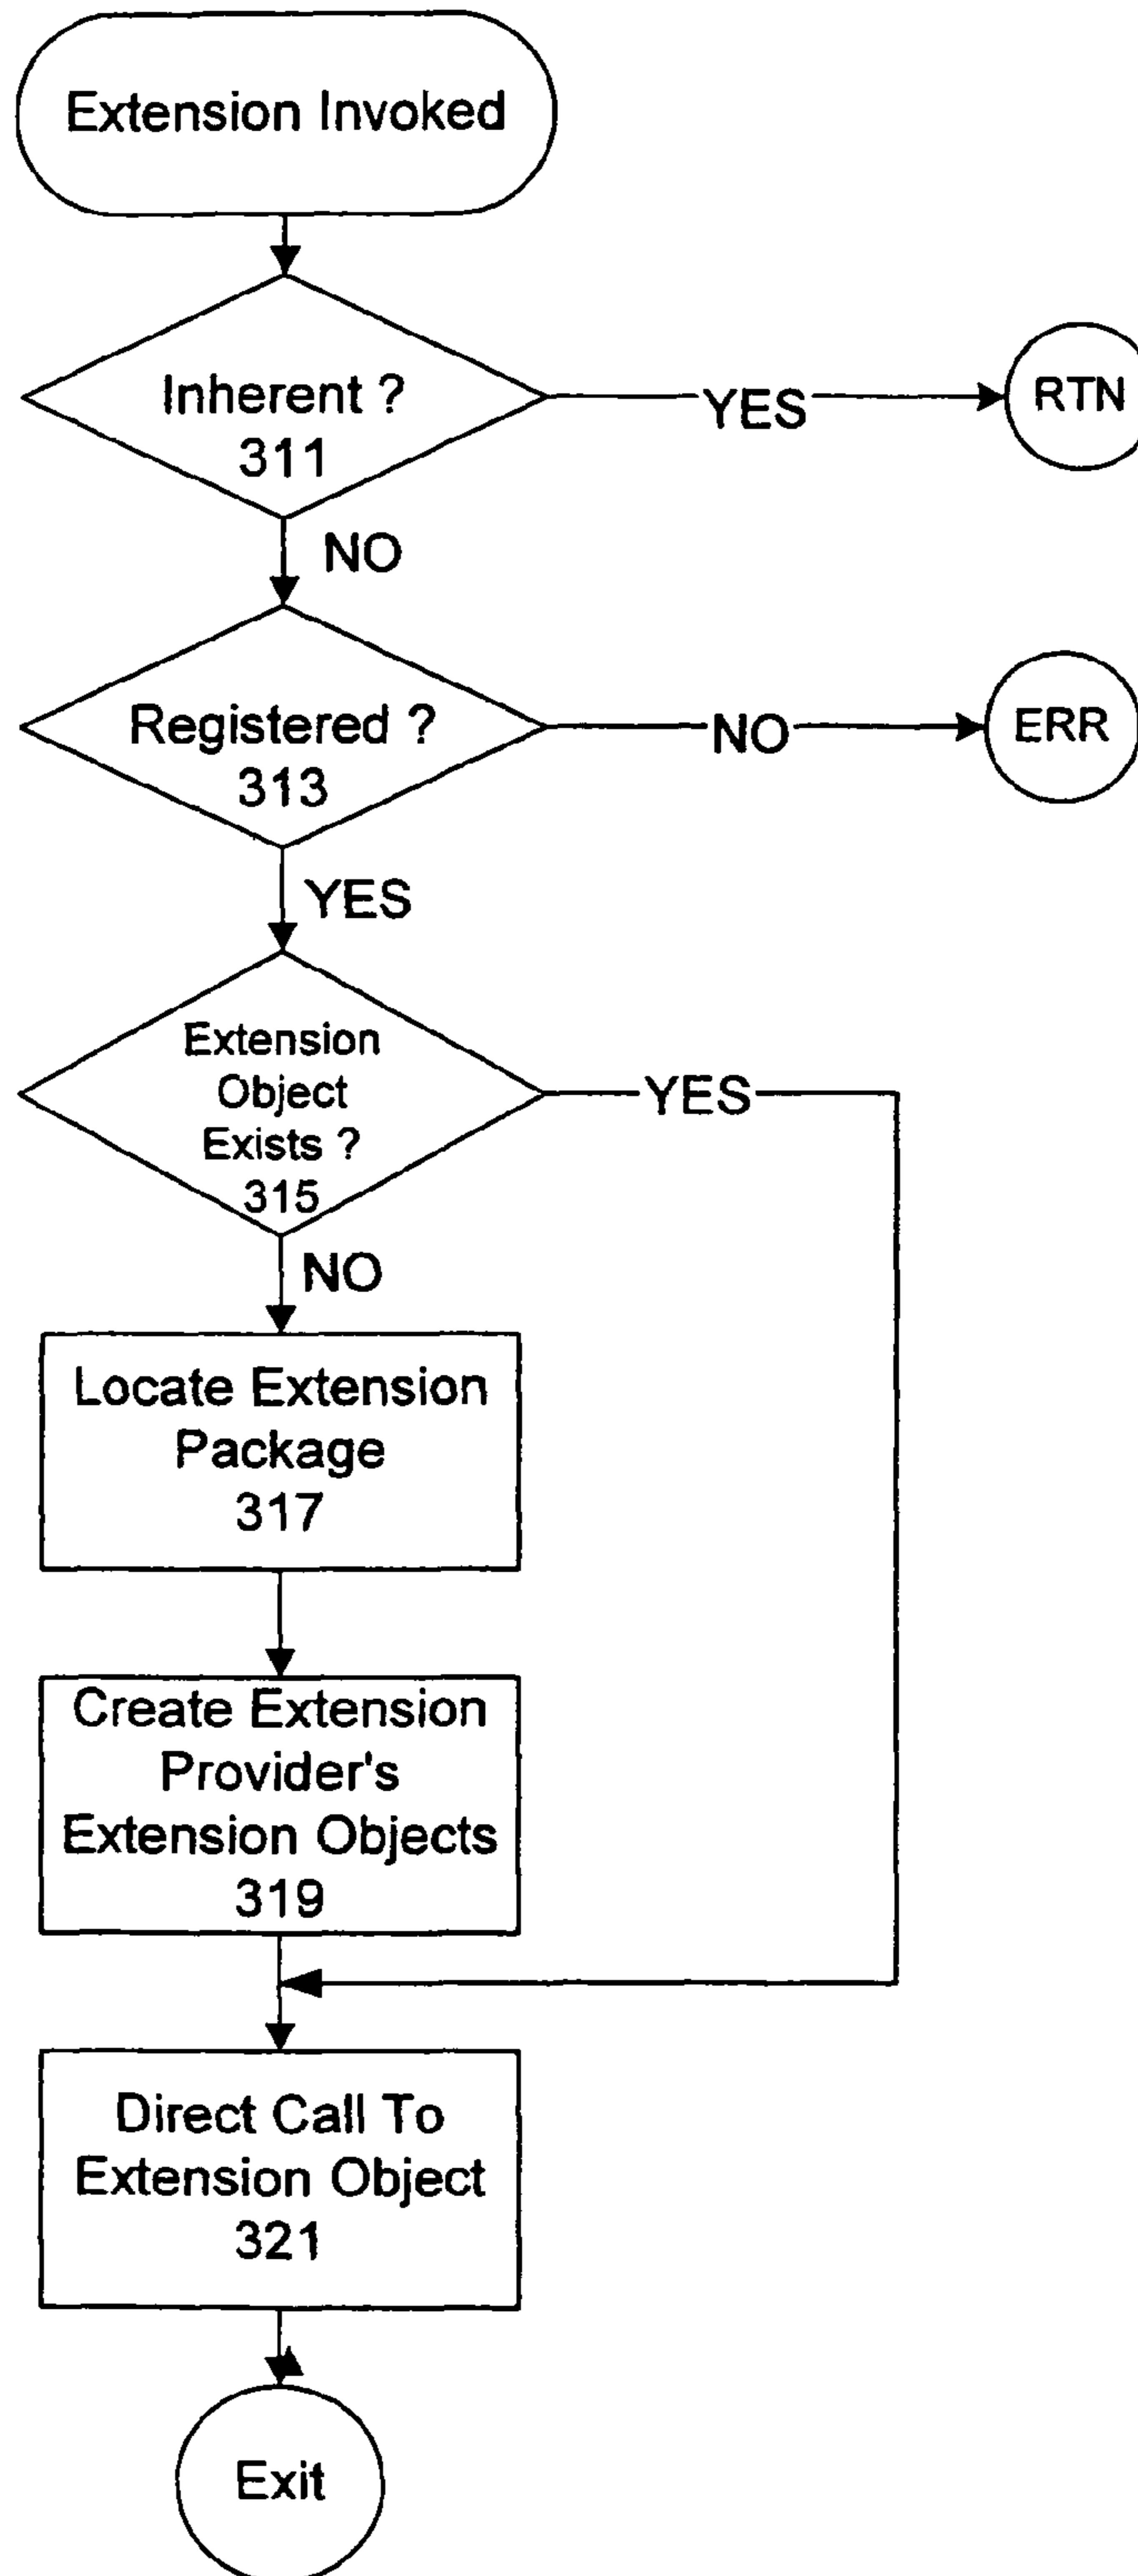 Extension Invoked
Inherent ?
311
YES
RTN
NO
Registered ?
313
NO
ERR
YES
Extension
Object
Exists ?
315
YES
NO
Locate Extension
Package
317
Create Extension
Provider's
Extension Objects
319
Direct Call To
Extension Object
321
Exit